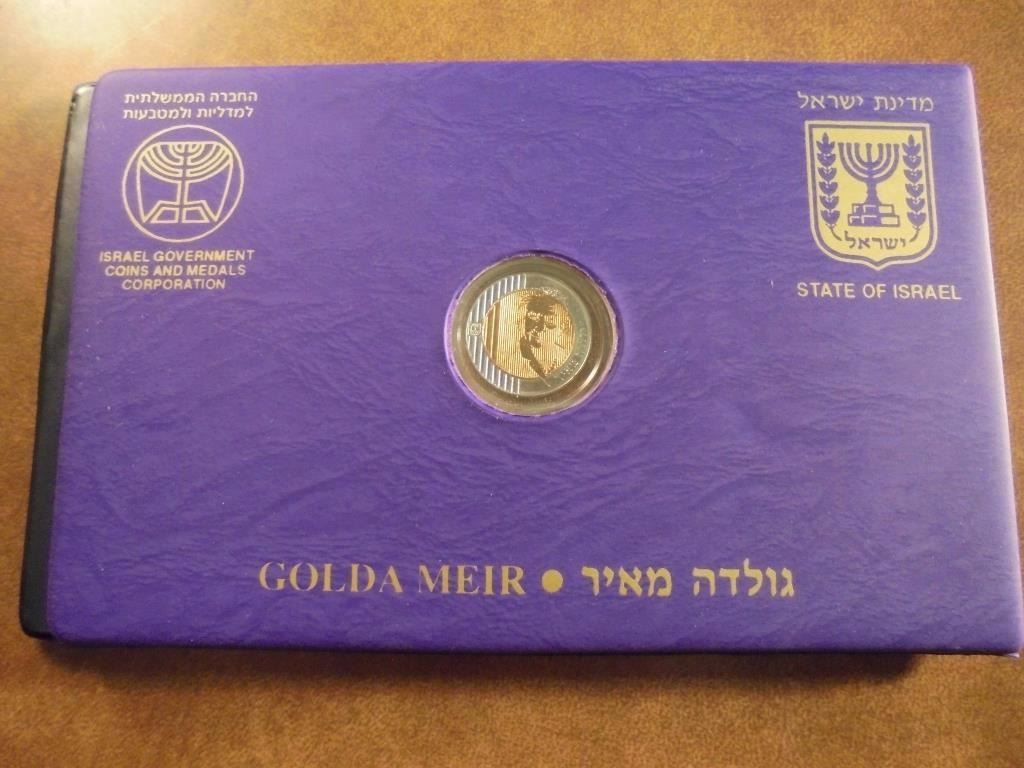 החברה הממשלתית
למדליות ולמטבעות
ISRAEL GOVERNMENT
COINS AND MEDALS
CORPORATION
מדינת ישראל
ישראל
STATE OF ISRAEL
GOLDA MEIR • גולדה מאיר